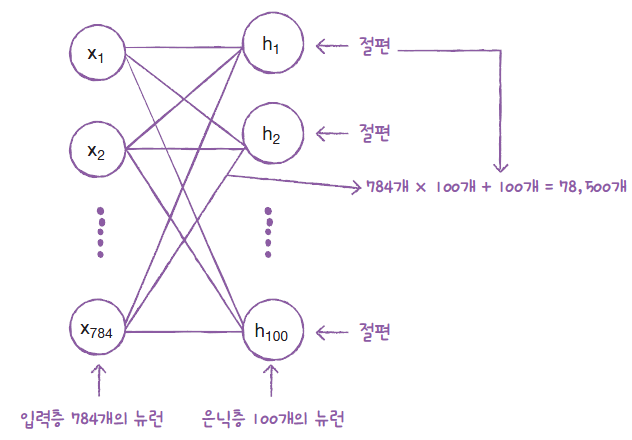 x1
h1
절편
x2
h2
절편
784개 × 100개 + 100개 = 78,500개
x784
h100
절편
입력층 784개의 뉴런
은닉층 100개의 뉴런